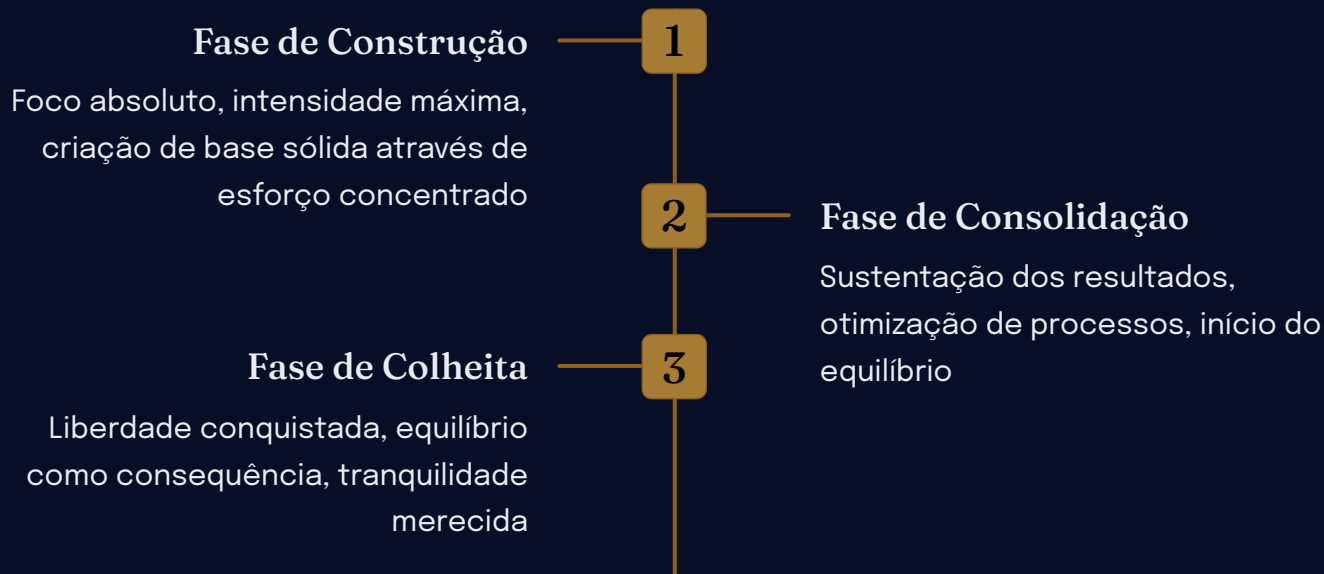 Fase de Construção
1
Foco absoluto, intensidade máxima,
criação de base sólida através de
esforço concentrado
2
Fase de Consolidação
Sustentação dos resultados,
otimização de processos, início do
equilíbrio
Fase de Colheita
3
Liberdade conquistada, equilíbrio
como consequência, tranquilidade
merecida